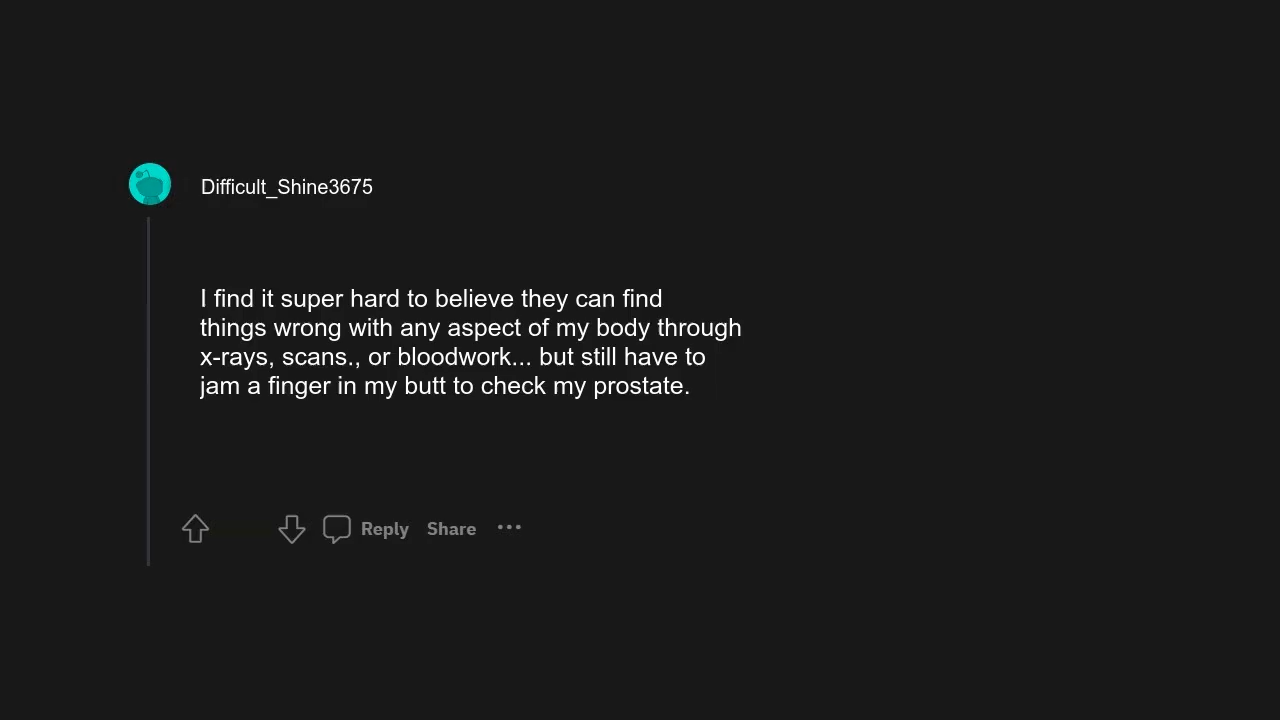 Difficult_Shine3675
I find it super hard to believe they can find
things wrong with any aspect of my body through
x-rays, scans., or bloodwork... but still have to
jam a finger in my butt to check my prostate.
Reply Share